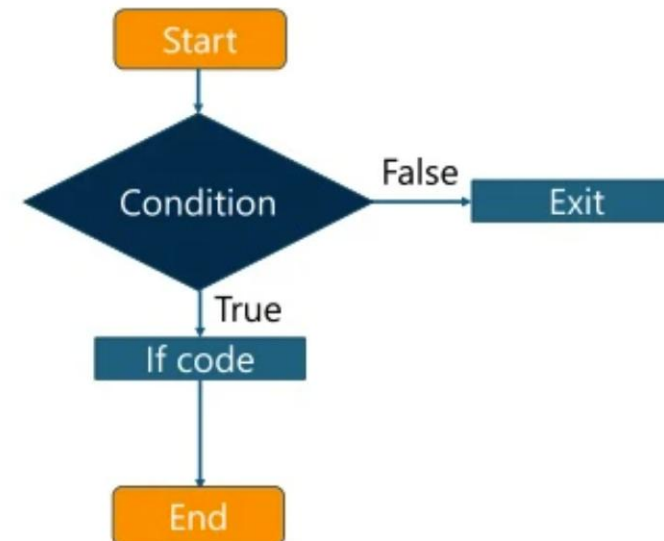 Start
Condition
False
Exit
True
If code
End